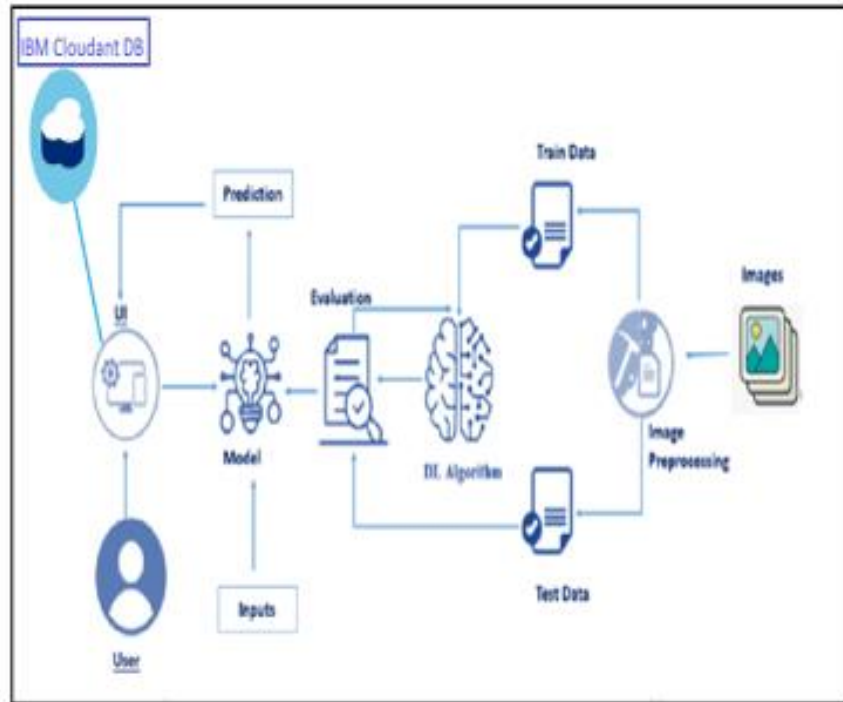 IBM Cloudant DB
Train Data
Prediction
Images
Evaluation
UI
Image
Preprocessing
Model
DL Algorithm
Inputs
Test Data
User